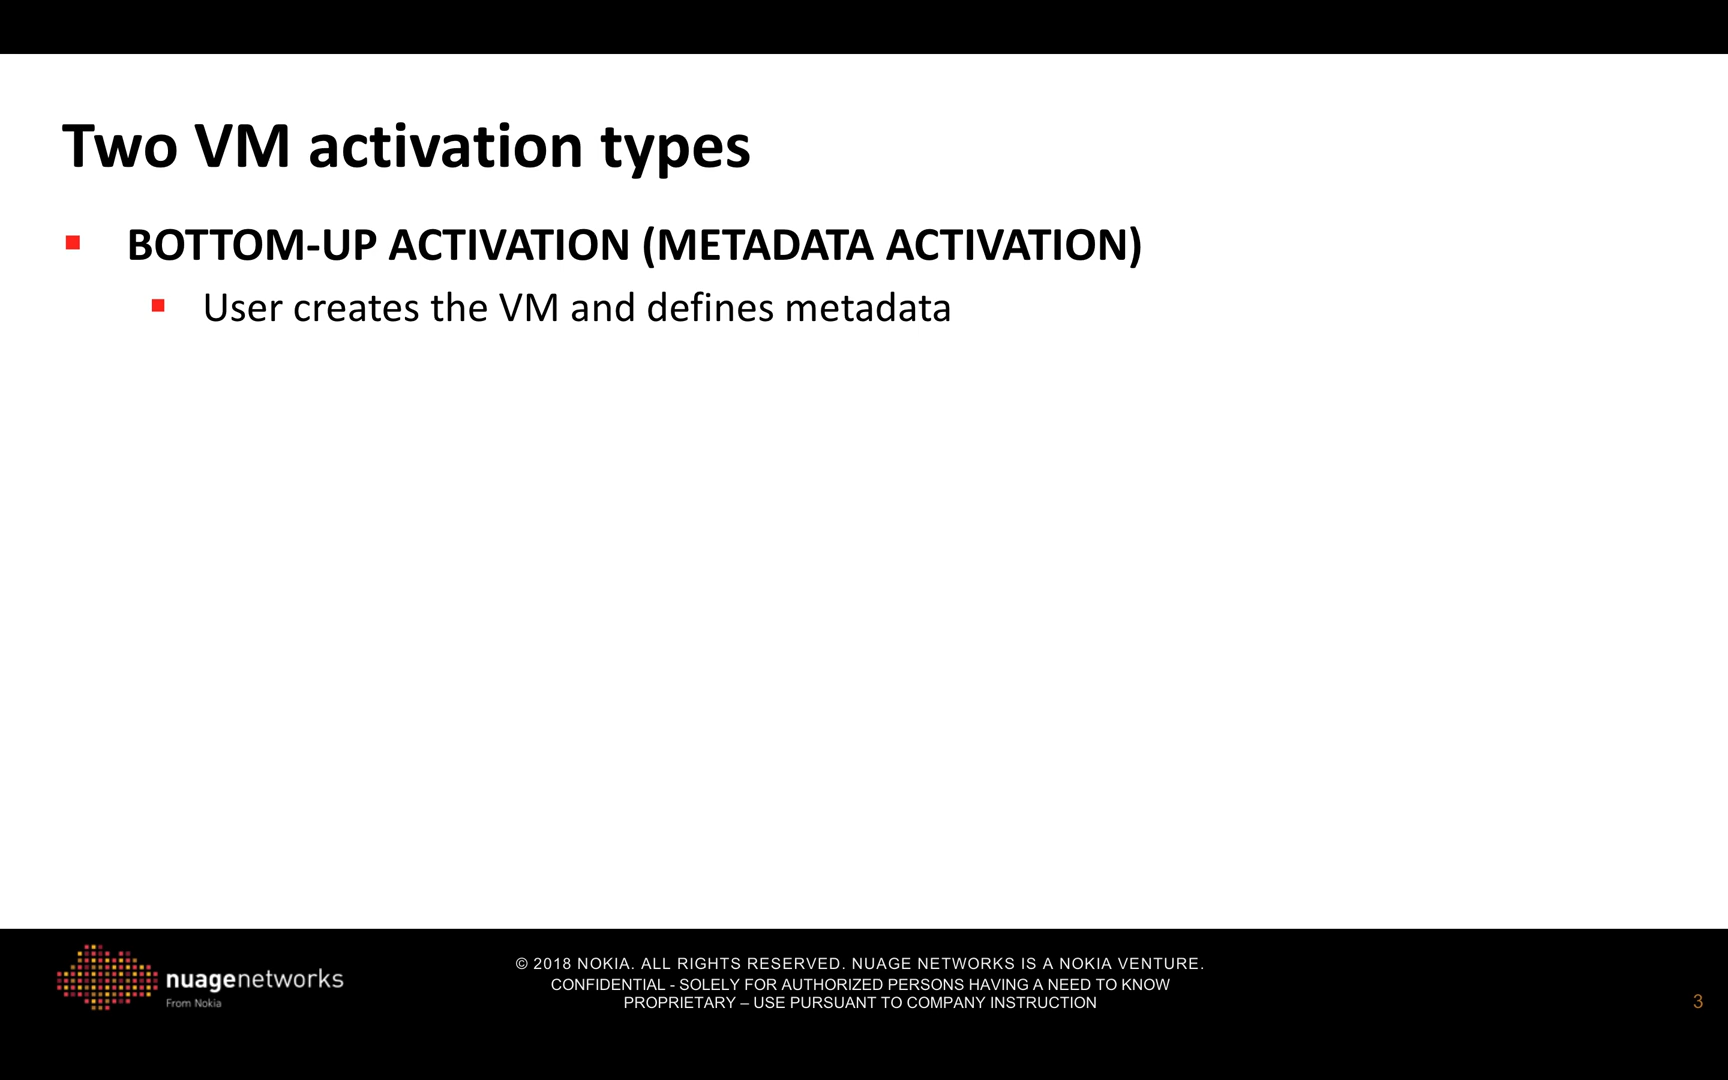 Two VM activation types
BOTTOM-UP ACTIVATION (METADATA ACTIVATION)
User creates the VM and defines metadata
nuagenetworks
From Nokia
© 2018 NOKIA. ALL RIGHTS RESERVED. NUAGE NETWORKS IS A NOKIA VENTURE.
CONFIDENTIAL - SOLELY FOR AUTHORIZED PERSONS HAVING A NEED TO KNOW
PROPRIETARY – USE PURSUANT TO COMPANY INSTRUCTION
3